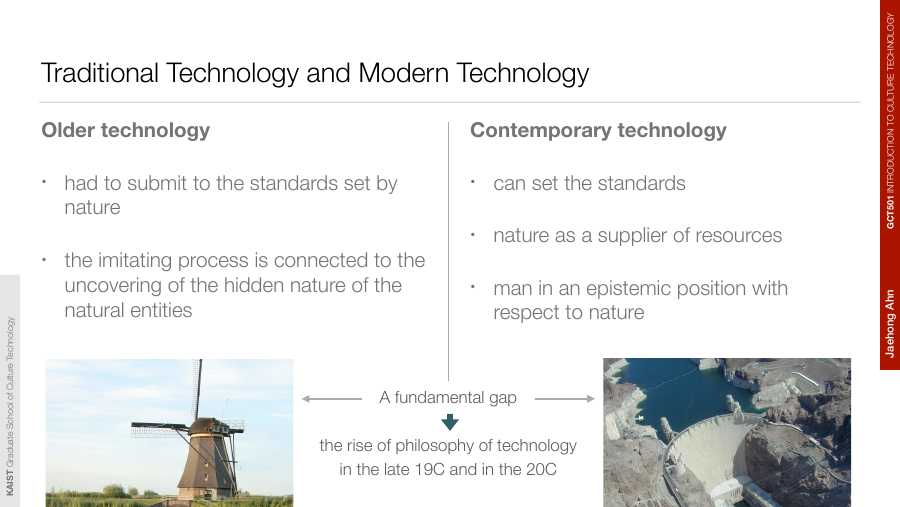 Traditional Technology and Modern Technology
Older technology
• had to submit to the standards set by
nature
• the imitating process is connected to the
uncovering of the hidden nature of the
natural entities
Contemporary technology
• can set the standards
• nature as a supplier of resources
• man in an epistemic position with
respect to nature
A fundamental gap
the rise of philosophy of technology
in the late 19C and in the 20C
KAIST Graduate School of Culture Technology
GCT501 INTRODUCTION TO CULTURE TECHNOLOGY
Jaehong Ahn